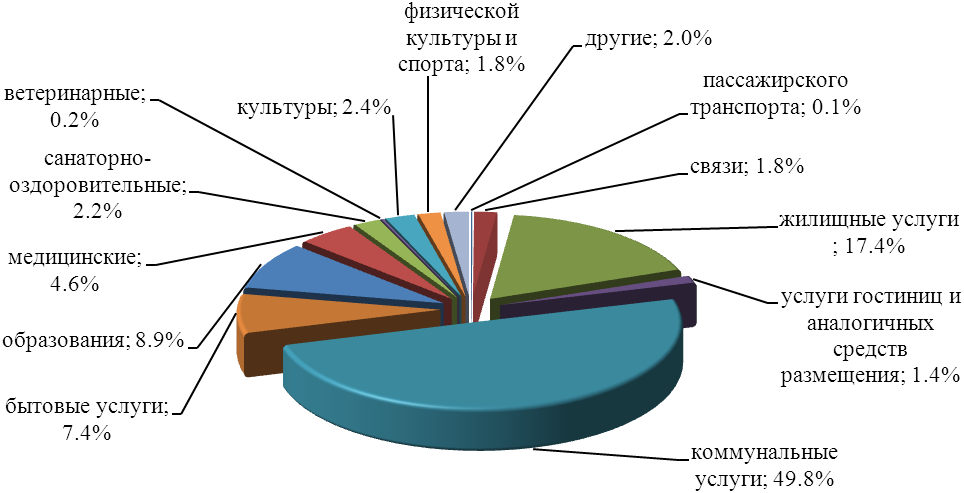 физической
культуры и
спорта; 1.8%
другие; 2.0%
пассажирского
транспорта; 0.1%
ветеринарные;
0.2%
культуры; 2.4%
связи; 1.8%
санаторно-
оздоровительные;
2.2%
жилищные услуги
; 17.4%
медицинские;
4.6%
услуги гостиниц и
аналогичных
средств
размещения; 1.4%
образования; 8.9%
бытовые услуги;
7.4%
коммунальные
услуги; 49.8%